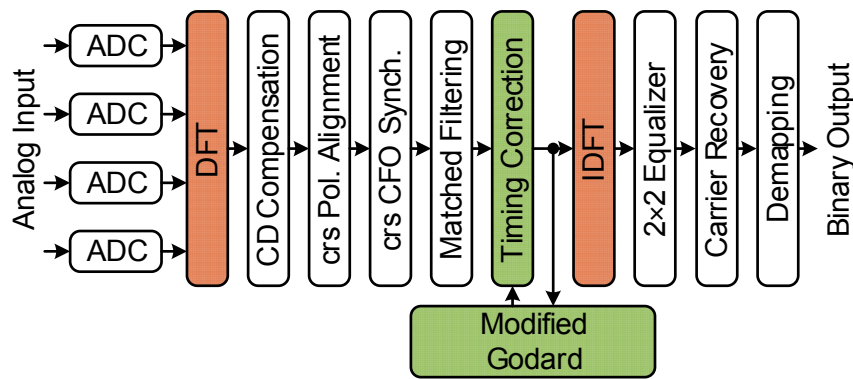 Analog Input
ADC
ADC
ADC
ADC
DFT
CD Compensation
crs Pol. Alignment
crs CFO Synch.
Matched Filtering
Timing Correction
IDFT
2×2 Equalizer
Carrier Recovery
Demapping
Binary Output
Modified
Godard